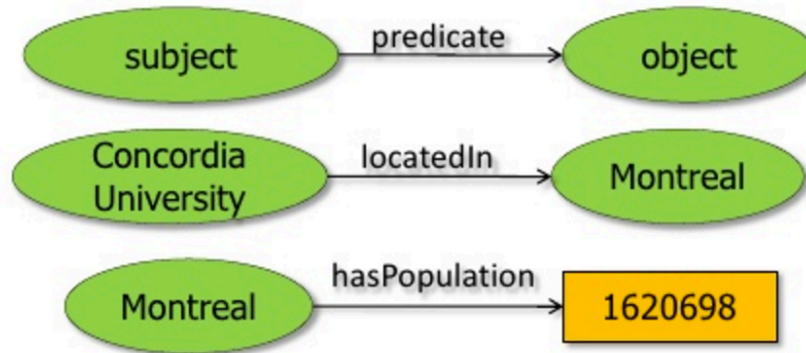 subject predicate object
Concordia
University
locatedIn
Montreal
Montreal hasPopulation 1620698